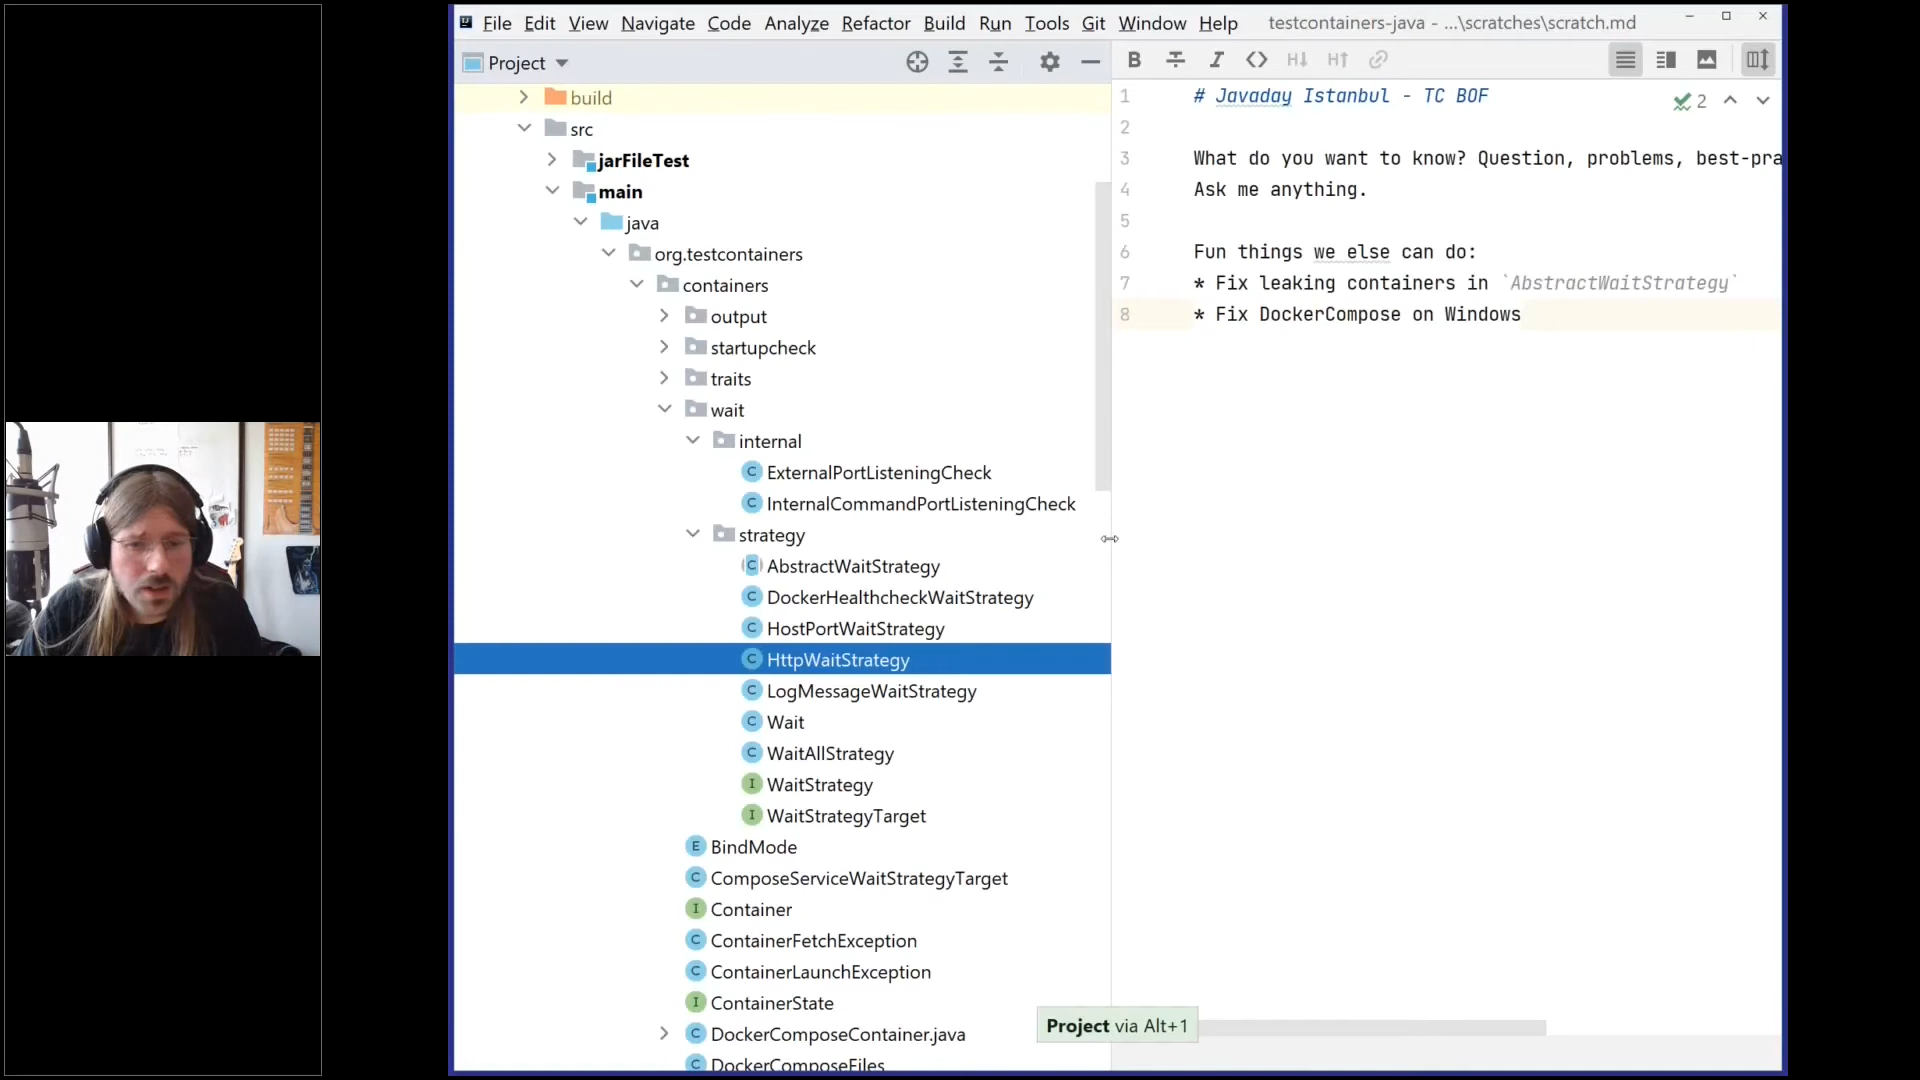 File Edit View Navigate Code Analyze Refactor Build Run Tools Git Window Help testcontainers-java - ...\scratches\scratch.md
Project
build
src
jarFileTest
main
java
org.testcontainers
containers
output
startupcheck
traits
wait
internal
ExternalPortListeningCheck
InternalCommandPortListeningCheck
strategy
AbstractWaitStrategy
DockerHealthcheckWaitStrategy
HostPortWaitStrategy
HttpWaitStrategy
LogMessageWaitStrategy
Wait
WaitAllStrategy
WaitStrategy
WaitStrategyTarget
BindMode
ComposeServiceWaitStrategyTarget
Container
ContainerFetchException
ContainerLaunchException
ContainerState
DockerComposeContainer.java
DockerComposeFiles
B I <> H↓ H↑
1 # Javaday Istanbul - TC BOF
2
2
3 What do you want to know? Question, problems, best-pra
4 Ask me anything.
5
6 Fun things we else can do:
7 * Fix leaking containers in `AbstractWaitStrategy`
8 * Fix DockerCompose on Windows
Project via Alt+1